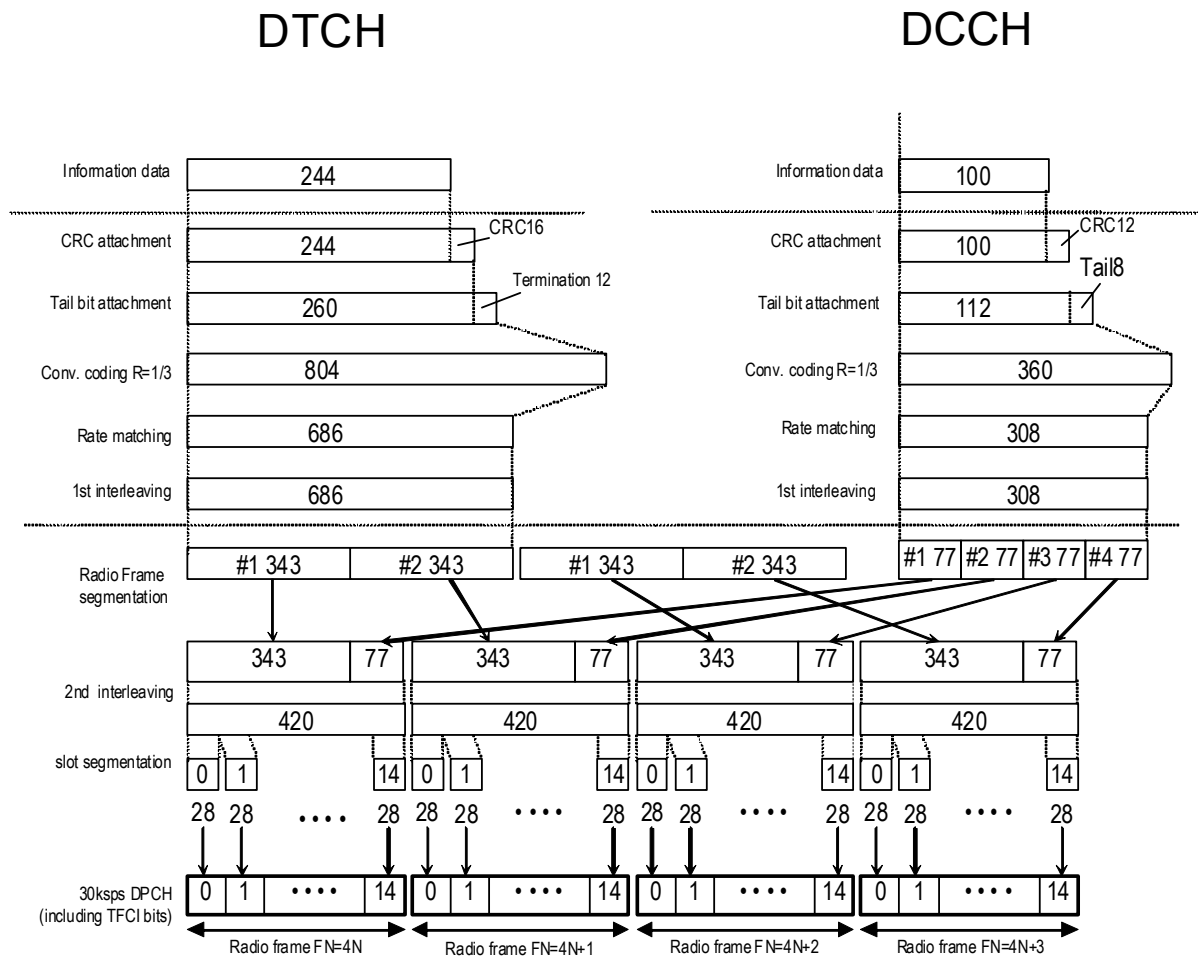 DTCH DCCH
Information data 244 Information data 100
CRC attachment 244 CRC16 CRC attachment 100 CRC12
Tail bit attachment 260 Termination 12 Tail bit attachment 112 Tail8
Conv. coding R=1/3 804 Conv. coding R=1/3 360
Rate matching 686 Rate matching 308
1st interleaving 686 1st interleaving 308
Radio Frame
segmentation
#1 343 #2 343 #1 343 #2 343 #1 77 #2 77 #3 77 #4 77
343 77 343 77 343 77 343 77
2nd interleaving
420 420 420 420
slot segmentation 0 1 14 0 1 14 0 1 14 0 1 14
28 28 •••• 28 28 28 •••• 28 28 28 •••• 28 28 28 •••• 28
30ksps DPCH
(including TFCI bits)
0 1 •••• 14 0 1 •••• 14 0 1 •••• 14 0 1 •••• 14
Radio frame FN=4N Radio frame FN=4N+1 Radio frame FN=4N+2 Radio frame FN=4N+3